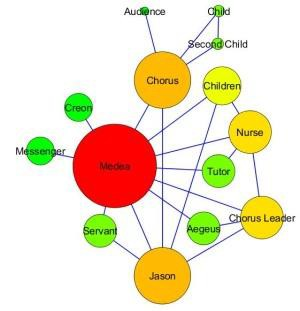 Audience
Child
Second Child
Chorus
Children
Creon
Nurse
Messenger
Medea
Tutor
Chorus Leader
Servant
Aegeus
Jason